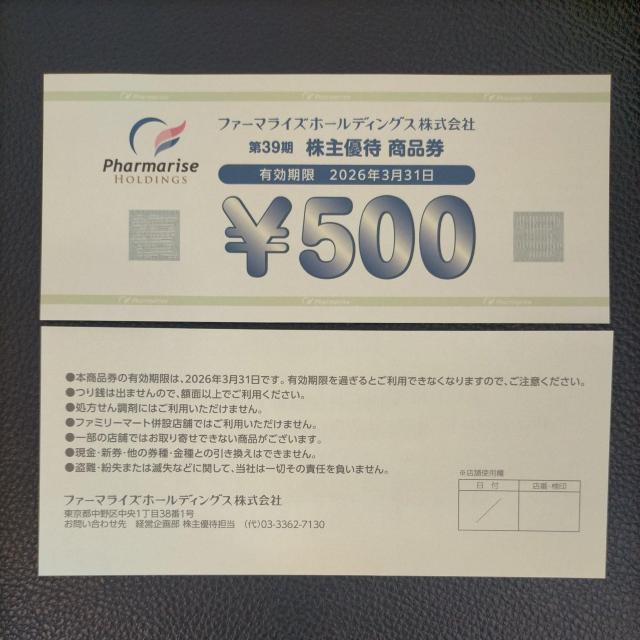 Pharmarise
Pharmarise
Pharmarise
ファーマライズホールディングス株式会社
第39期 株主優待 商品券
Pharmarise
HOLDINGS
有効期限 2026年3月31日
¥500
Pharmarise
Pharmarise
Pharmarise
●本商品券の有効期限は、2026年3月31日です。有効期限を過ぎるとご利用できなくなりますので、ご注意ください。
●つり銭は出ませんので、額面以上でご利用ください。
●処方せん調剤にはご利用いただけません。
●ファミリーマート併設店舗ではご利用いただけません。
●一部の店舗ではお取り寄せできない商品がございます。
●現金・新券・他の券種・金種との引き換えはできません。
●盗難・紛失または滅失などに関して、当社は一切その責任を負いません。
※店舗使用欄
日 付 店番・検印
／
ファーマライズホールディングス株式会社
東京都中野区中央1丁目38番1号
お問い合わせ先 経営企画部 株主優待担当 (代)03-3362-7130